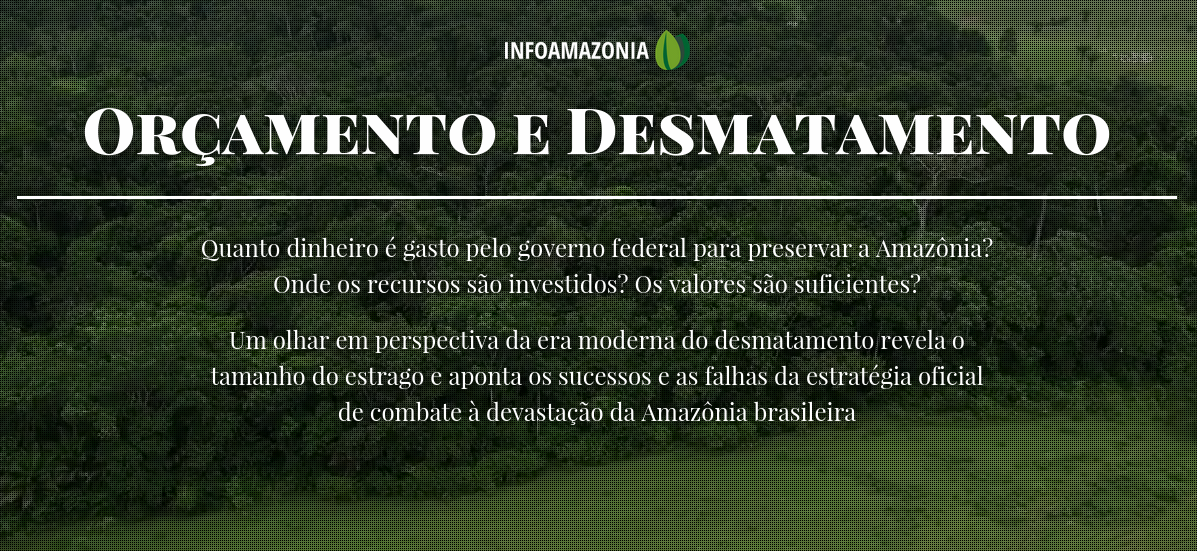 INFOAMAZONIA
Orçamento e Desmatamento
Quanto dinheiro é gasto pelo governo federal para preservar a Amazônia?
Onde os recursos são investidos? Os valores são suficientes?
Um olhar em perspectiva da era moderna do desmatamento revela o
tamanho do estrago e aponta os sucessos e as falhas da estratégia oficial
de combate à devastação da Amazônia brasileira